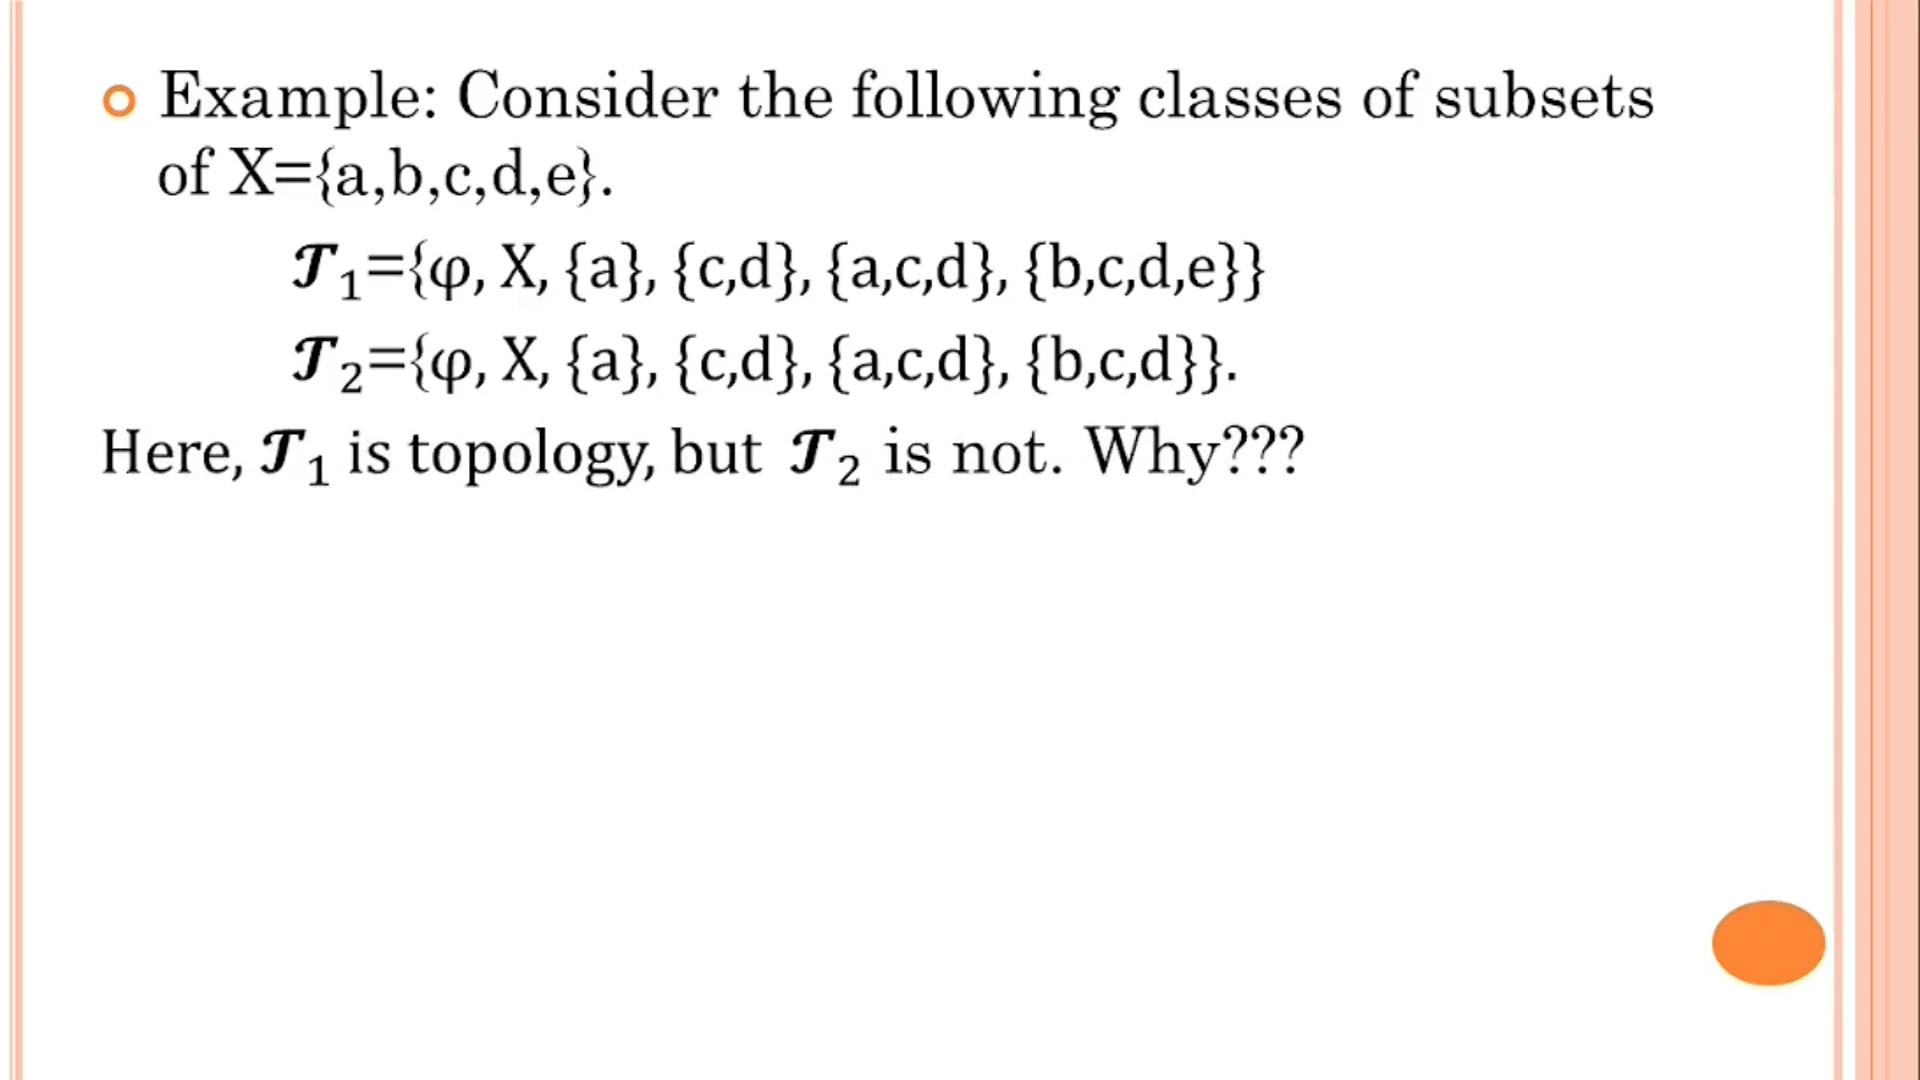 Example: Consider the following classes of subsets
of X={a,b,c,d,e}.
𝓣₁={φ, X, {a}, {c,d}, {a,c,d}, {b,c,d,e}}
𝓣₂={φ, X, {a}, {c,d}, {a,c,d}, {b,c,d}}.
Here, 𝓣₁ is topology, but 𝓣₂ is not. Why???